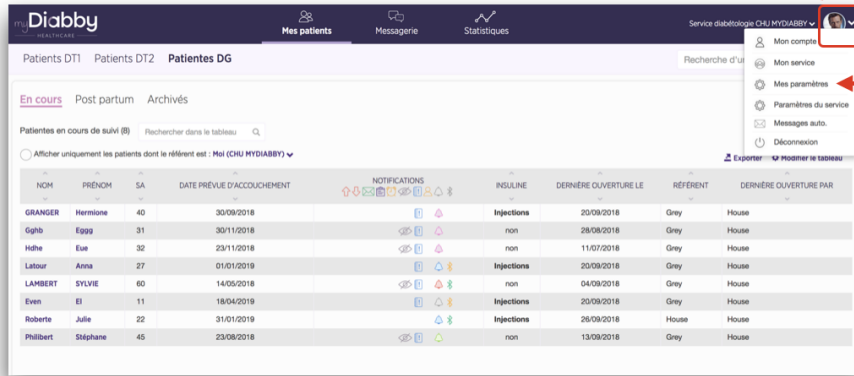 myDiabby
HEALTHCARE
Mes patients
Messagerie
Statistiques
Service diabétologie CHU MYDIABBY
Mon compte
Mon service
Mes paramètres
Paramètres du service
Messages auto.
Déconnexion
Patients DT1 Patients DT2 Patientes DG
Recherche d'u
En cours Post partum Archivés
Patientes en cours de suivi (8) Rechercher dans le tableau
Afficher uniquement les patients dont le référent est : Moi (CHU MYDIABBY)
Exporter Modifier le tableau
NOM PRÉNOM SA DATE PRÉVUE D'ACCOUCHEMENT NOTIFICATIONS INSULINE DERNIÈRE OUVERTURE LE RÉFÉRENT DERNIÈRE OUVERTURE PAR
GRANGER Hermione 40 30/09/2018 Injections 20/09/2018 Grey House
Gghb Eggg 31 30/11/2018 non 28/08/2018 Grey House
Hdhe Eue 32 23/11/2018 non 11/07/2018 Grey House
Latour Anna 27 01/01/2019 Injections 20/09/2018 Grey House
LAMBERT SYLVIE 60 14/05/2018 non 04/09/2018 Grey House
Even El 11 18/04/2019 Injections 20/09/2018 Grey House
Roberte Julie 22 31/01/2019 Injections 26/09/2018 House House
Philibert Stéphane 45 23/08/2018 non 13/09/2018 Grey House